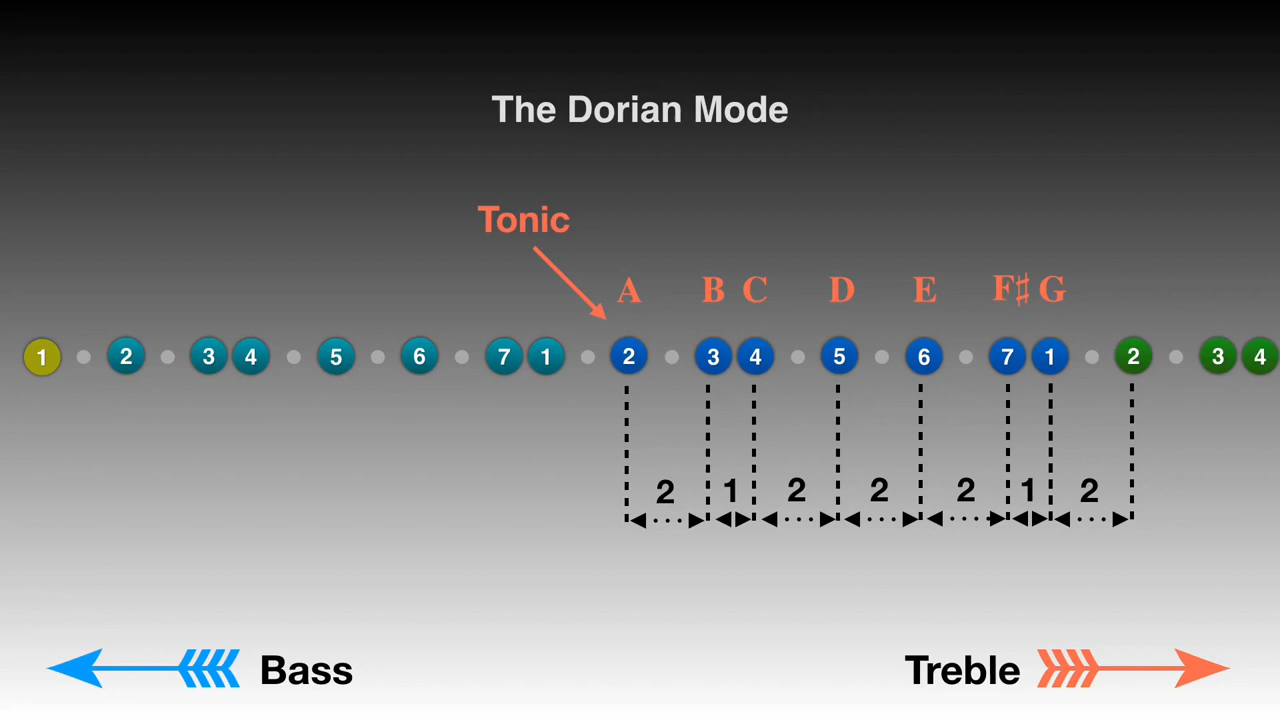 The Dorian Mode
Tonic
A B C D E F♯ G
1 2 3 4 5 6 7 1 2 3 4 5 6 7 1 2 3 4
2 1 2 2 2 1 2
Bass Treble